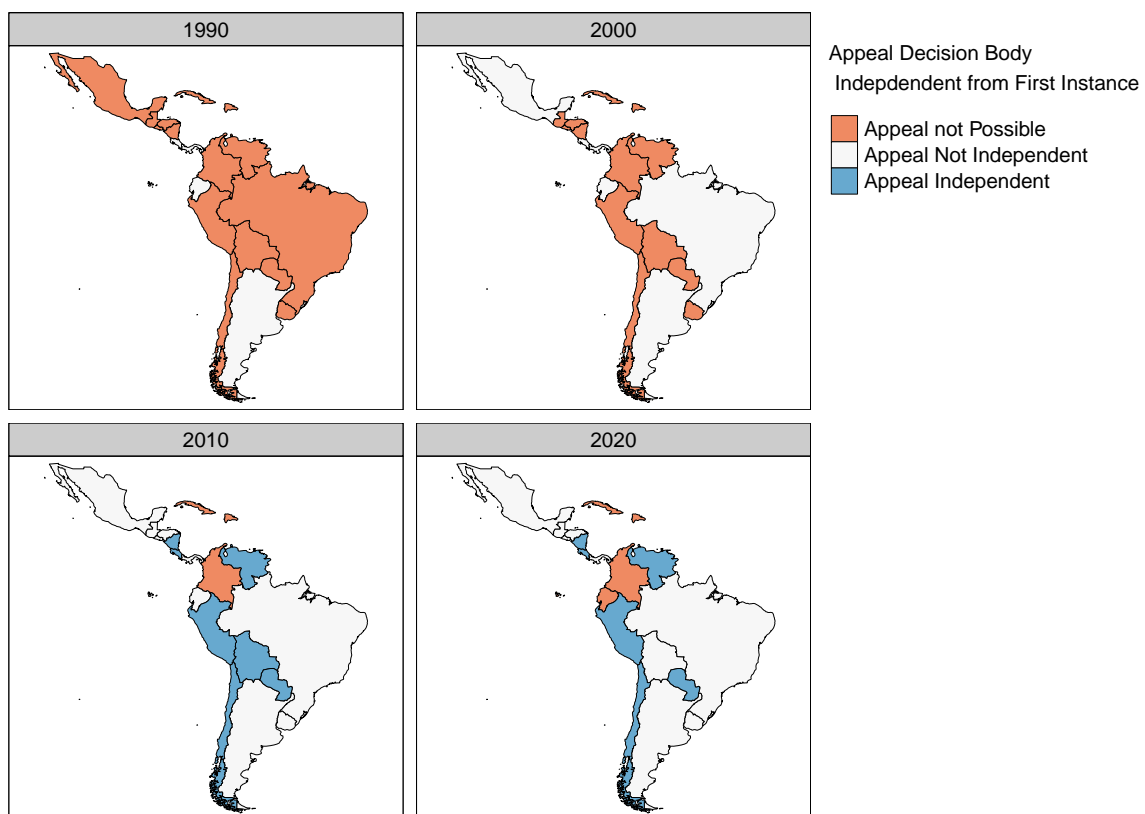 1990
2000
Appeal Decision Body
Indepdendent from First Instance
Appeal not Possible
Appeal Not Independent
Appeal Independent
2010
2020